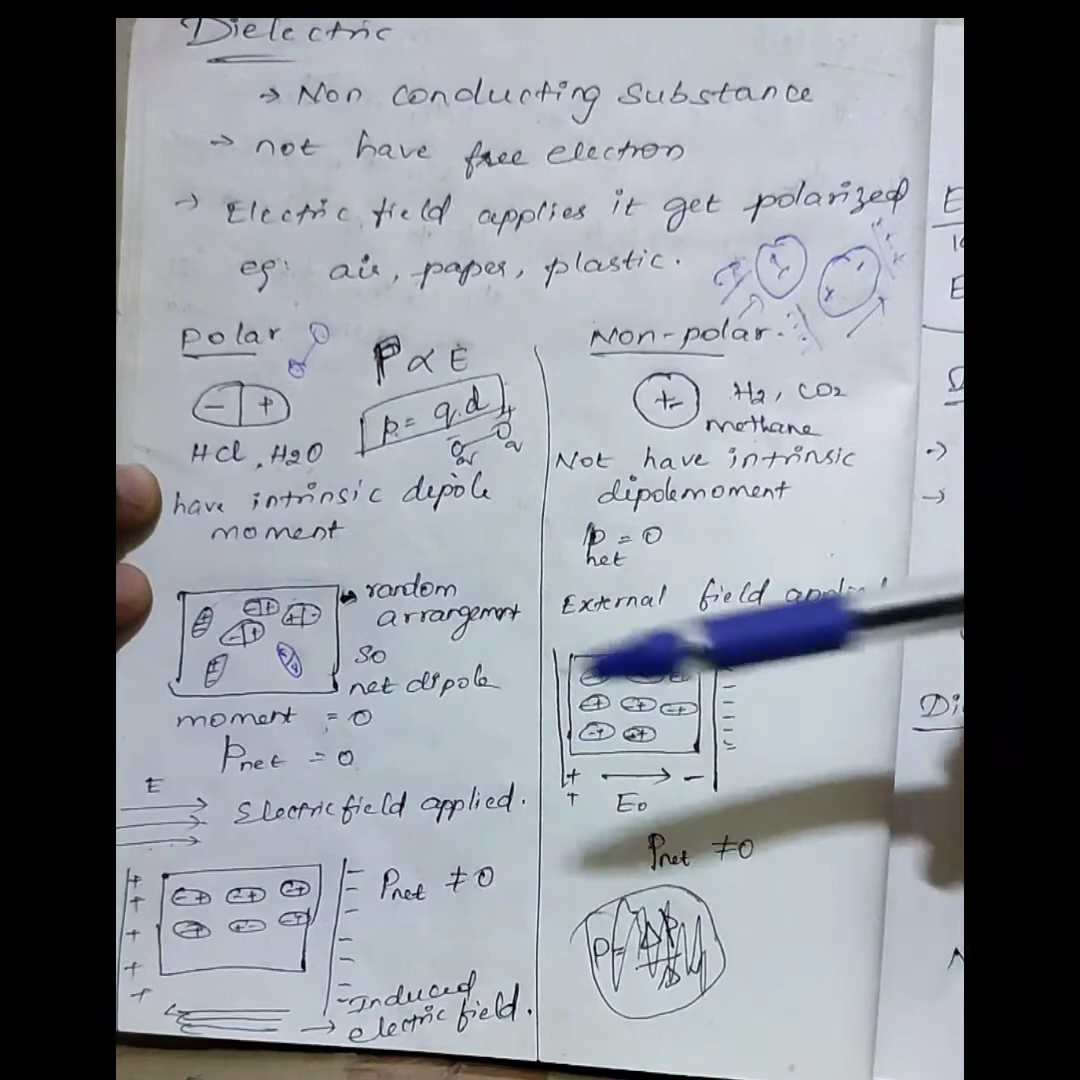 Dielectric
→ Non conducting substance
→ not have free electron
→ Electric field applies it get polarized
eg: air, paper, plastic.
Polar
P ∝ E
- +
p = q.d
HCl, H2O
have intrinsic dipole
moment
random
arrangement
so
net dipole
moment = 0
Pnet = 0
E
Electric field applied.
Pnet ≠ 0
→ Induced
electric field.
Non-polar
+-
H2, CO2
methane
Not have intrinsic
dipolemoment
p net = 0
External field
+ → -
+
E0
Pnet ≠ 0
P=